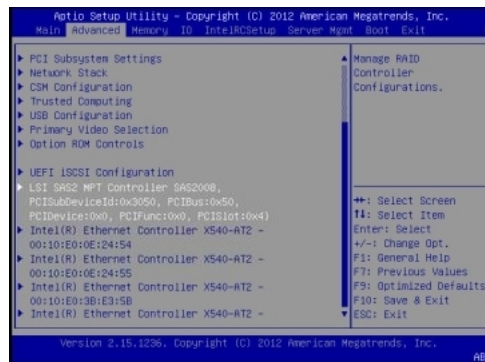 Aptio Setup Utility - Copyright (C) 2012 American Megatrends, Inc.
Main Advanced Memory IO IntelRCSetup Server Mgmt Boot Exit
PCI Subsystem Settings
Network Stack
CSM Configuration
Trusted Computing
USB Configuration
Primary Video Selection
Option ROM Controls
UEFI iSCSI Configuration
LSI SAS2 MPT Controller SAS2008,
PCISubDeviceId:0x3050, PCIBus:0x50,
PCIDevice:0x0, PCIFunc:0x0, PCISlot:0x4)
Intel(R) Ethernet Controller X540-AT2 -
00:10:E0:0E:24:54
Intel(R) Ethernet Controller X540-AT2 -
00:10:E0:0E:24:55
Intel(R) Ethernet Controller X540-AT2 -
00:10:E0:3B:E3:5B
Intel(R) Ethernet Controller X540-AT2 -
Manage RAID
Controller
Configurations.
↔: Select Screen
↑↓: Select Item
Enter: Select
+/-: Change Opt.
F1: General Help
F7: Previous Values
F9: Optimized Defaults
F10: Save & Exit
ESC: Exit
Version 2.15.1236. Copyright (C) 2012 American Megatrends, Inc.
AB